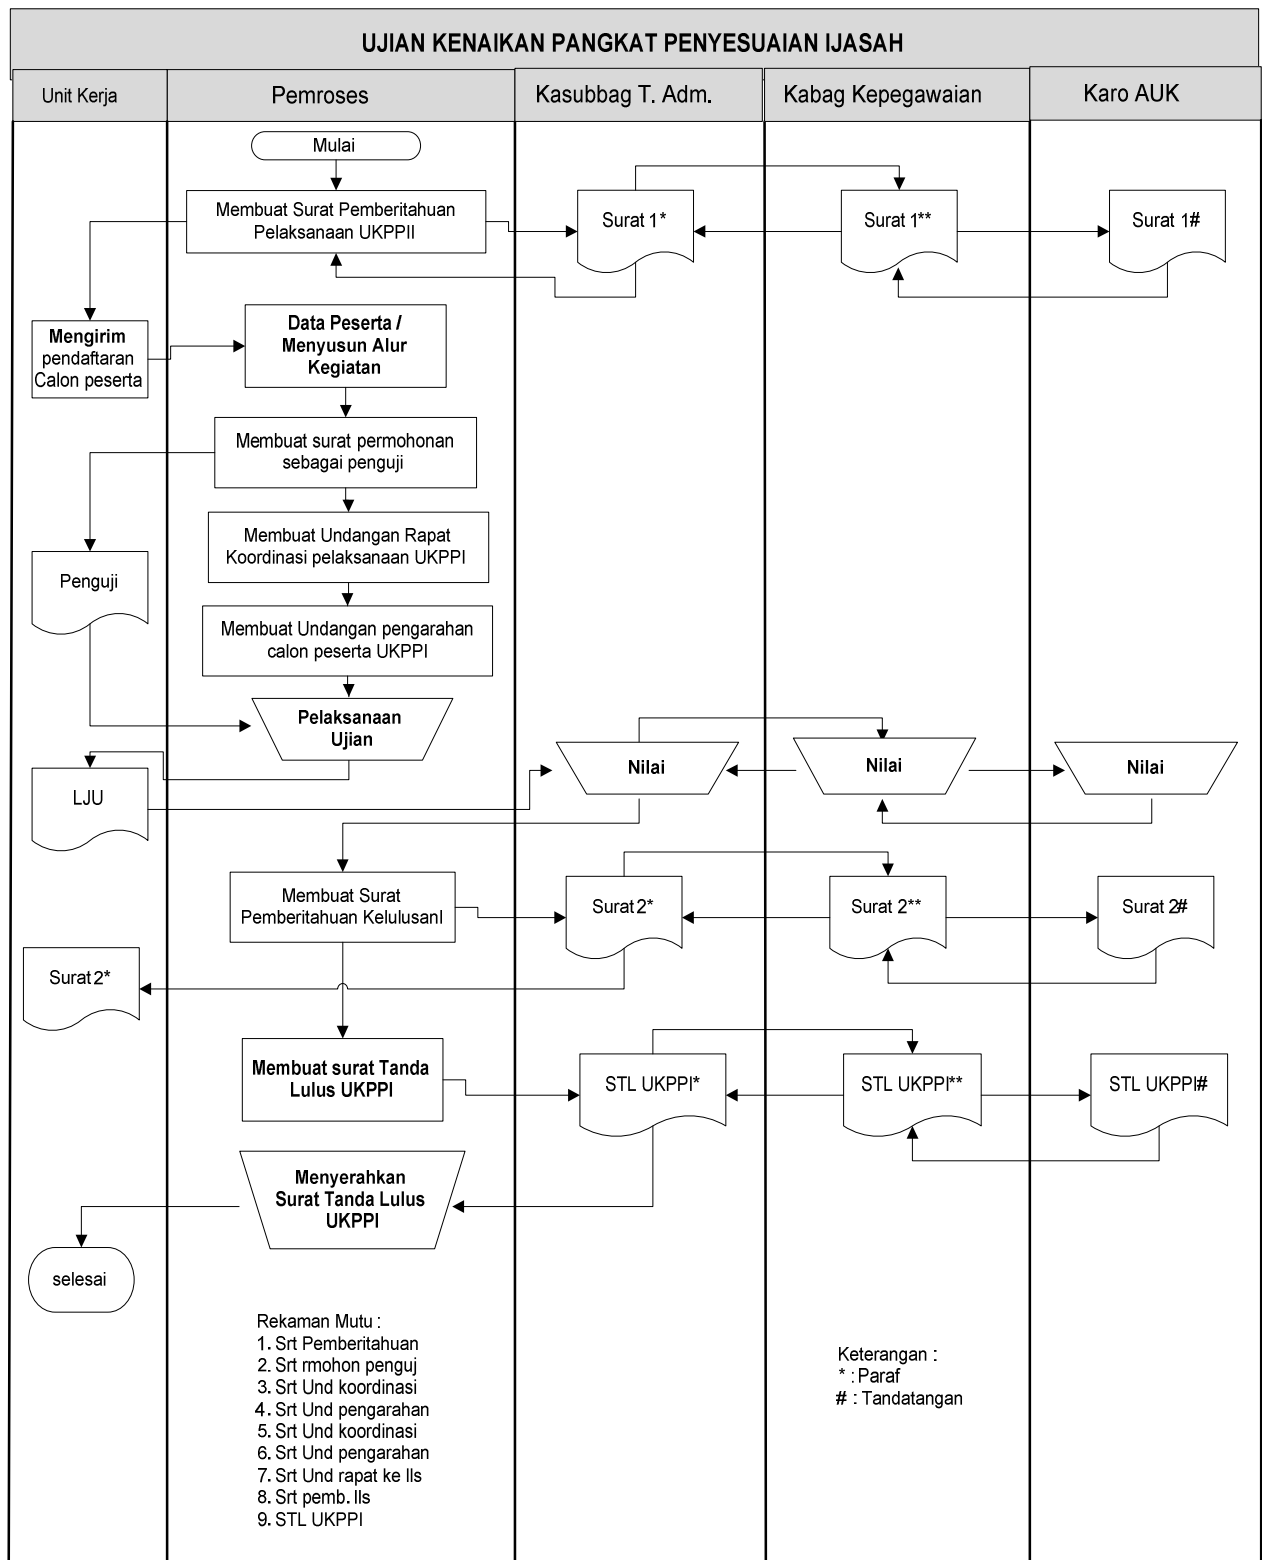 UJIAN KENAIKAN PANGKAT PENYESUAIAN IJASAH
Unit Kerja
Pemroses
Kasubbag T. Adm.
Kabag Kepegawaian
Karo AUK
Mulai
Membuat Surat Pemberitahuan
Pelaksanaan UKPPII
Surat 1*
Surat 1**
Surat 1#
Mengirim
pendaftaran
Calon peserta
Data Peserta /
Menyusun Alur
Kegiatan
Membuat surat permohonan
sebagai penguji
Membuat Undangan Rapat
Koordinasi pelaksanaan UKPPI
Penguji
Membuat Undangan pengarahan
calon peserta UKPPI
Pelaksanaan
Ujian
LJU
Nilai
Nilai
Nilai
Membuat Surat
Pemberitahuan KelulusanI
Surat 2*
Surat 2**
Surat 2#
Surat 2*
Membuat surat Tanda
Lulus UKPPI
STL UKPPI*
STL UKPPI**
STL UKPPI#
Menyerahkan
Surat Tanda Lulus
UKPPI
selesai
Rekaman Mutu :
1. Srt Pemberitahuan
2. Srt rmohon penguj
3. Srt Und koordinasi
4. Srt Und pengarahan
5. Srt Und koordinasi
6. Srt Und pengarahan
7. Srt Und rapat ke lls
8. Srt pemb. lls
9. STL UKPPI
Keterangan :
* : Paraf
# : Tandatangan